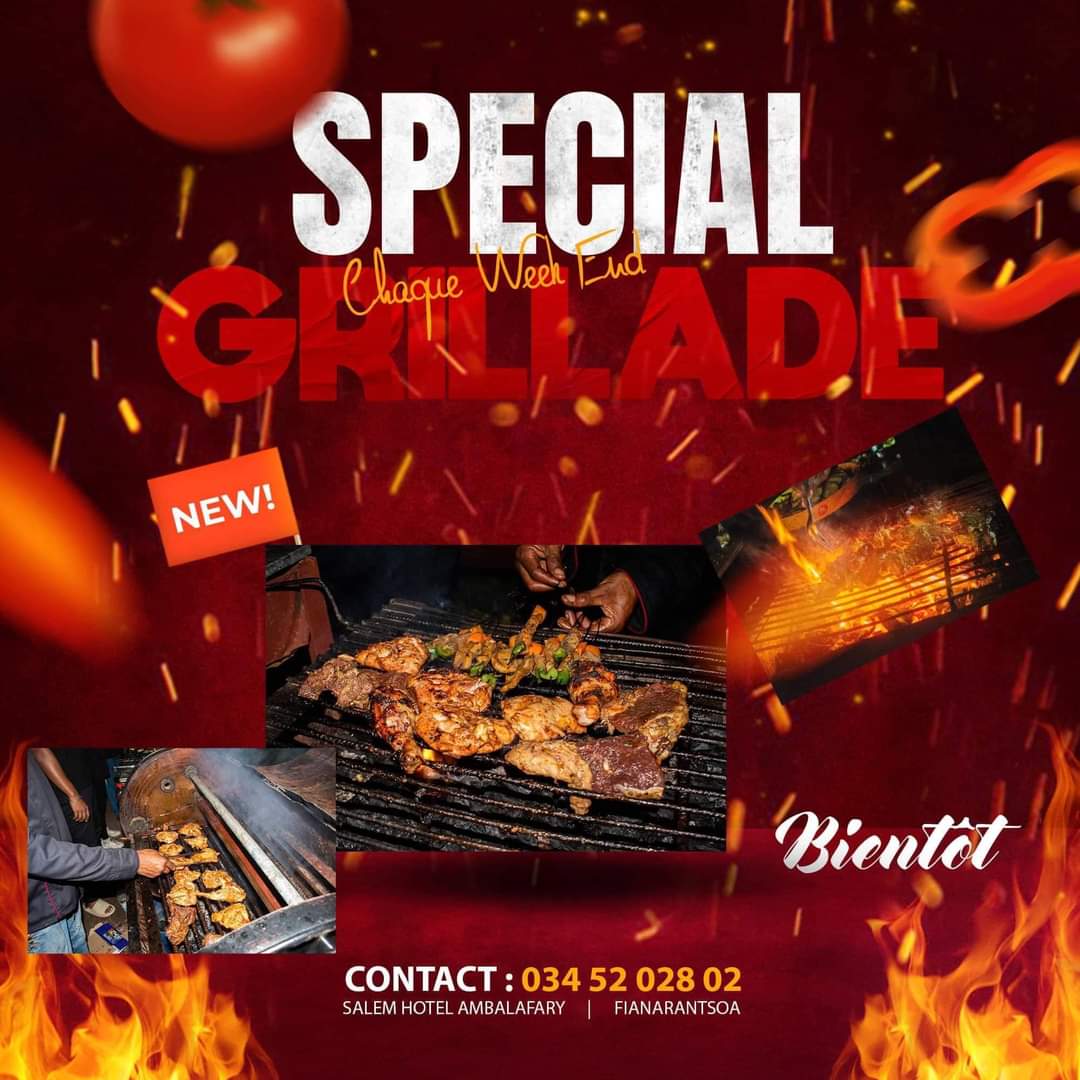 SPECIAL
Chaque Week End
GRILLADE
NEW!
Bientôt
CONTACT : 034 52 028 02
SALEM HOTEL AMBALAFARY | FIANARANTSOA